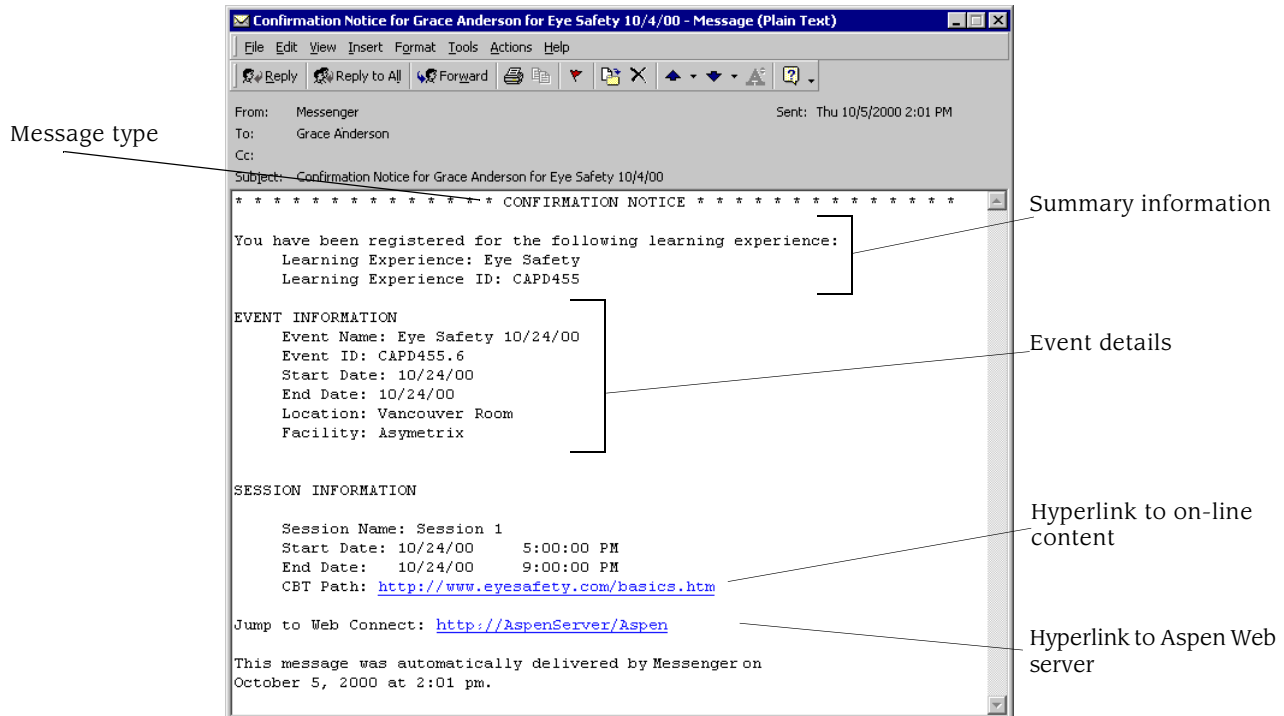 Confirmation Notice for Grace Anderson for Eye Safety 10/4/00 - Message (Plain Text)
File Edit View Insert Format Tools Actions Help
Reply Reply to All Forward
From: Messenger Sent: Thu 10/5/2000 2:01 PM
To: Grace Anderson
Cc:
Subject: Confirmation Notice for Grace Anderson for Eye Safety 10/4/00
Message type
* * * * * * * * * * * * * * CONFIRMATION NOTICE * * * * * * * * * * * * * *
Summary information
You have been registered for the following learning experience:
Learning Experience: Eye Safety
Learning Experience ID: CAPD455
EVENT INFORMATION
Event Name: Eye Safety 10/24/00
Event ID: CAPD455.6
Start Date: 10/24/00
End Date: 10/24/00
Location: Vancouver Room
Facility: Asymetrix
Event details
SESSION INFORMATION
Session Name: Session 1
Start Date: 10/24/00 5:00:00 PM
End Date: 10/24/00 9:00:00 PM
CBT Path: http://www.eyesafety.com/basics.htm
Hyperlink to on-line
content
Jump to Web Connect: http://AspenServer/Aspen
Hyperlink to Aspen Web
server
This message was automatically delivered by Messenger on
October 5, 2000 at 2:01 pm.